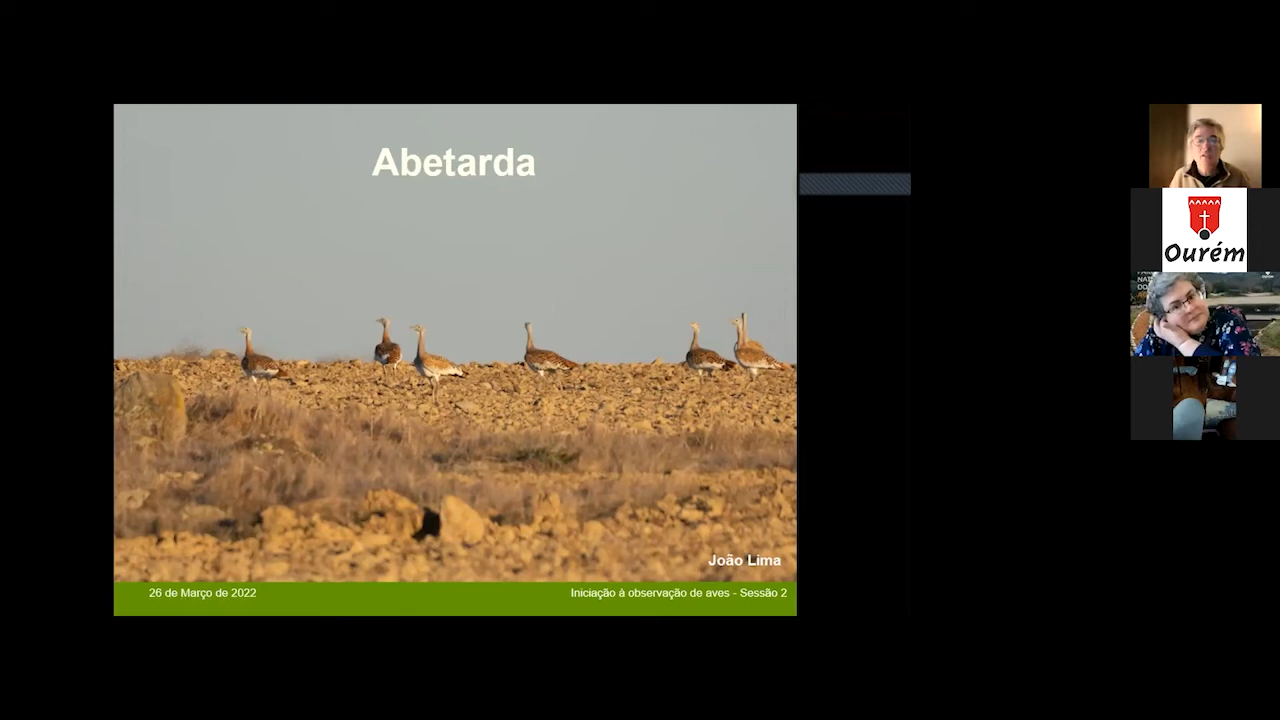 Abetarda
João Lima
26 de Março de 2022
Iniciação à observação de aves - Sessão 2
Ourém